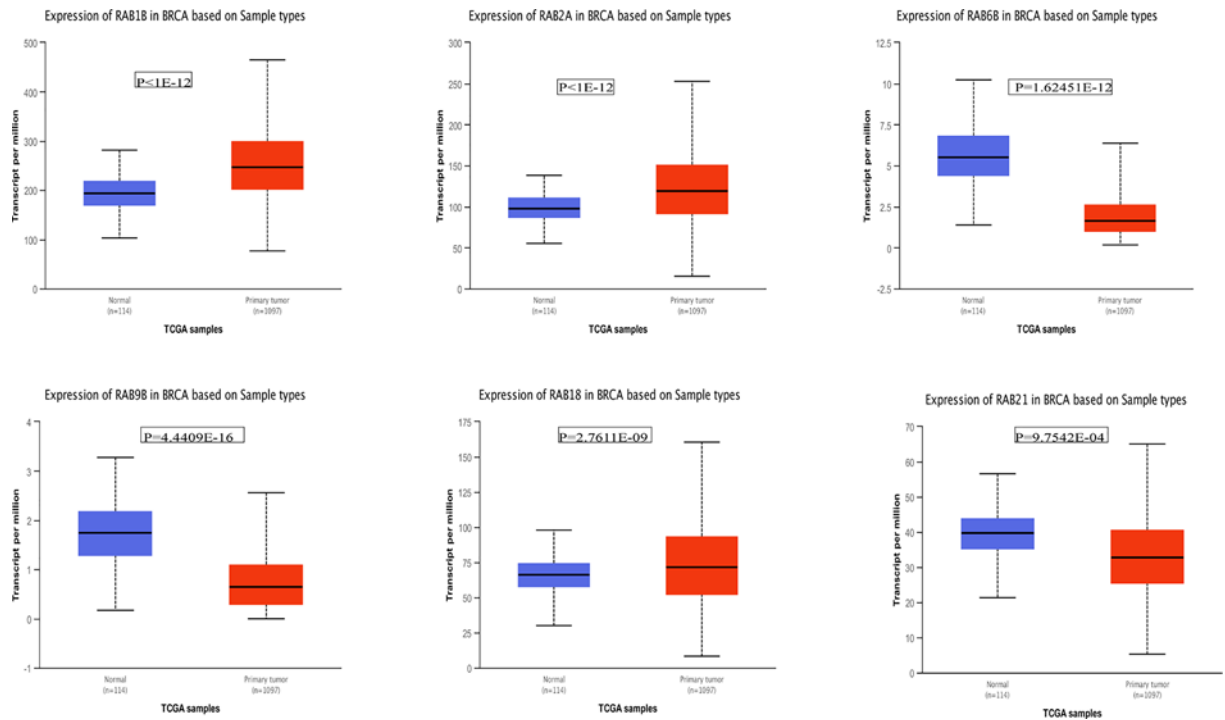 Expression of RAB1B in BRCA based on Sample types
P<1E-12
Transcript per million
500
400
300
200
100
0
Normal
(n=114)
Primary tumor
(n=1097)
TCGA samples
Expression of RAB2A in BRCA based on Sample types
P<1E-12
Transcript per million
300
250
200
150
100
50
0
Normal
(n=114)
Primary tumor
(n=1097)
TCGA samples
Expression of RAB6B in BRCA based on Sample types
P=1.62451E-12
Transcript per million
12.5
10
7.5
5
2.5
0
-2.5
Normal
(n=114)
Primary tumor
(n=1097)
TCGA samples
Expression of RAB9B in BRCA based on Sample types
P=4.4409E-16
Transcript per million
4
3
2
1
0
-1
Normal
(n=114)
Primary tumor
(n=1097)
TCGA samples
Expression of RAB18 in BRCA based on Sample types
P=2.7611E-09
Transcript per million
175
150
125
100
75
50
25
0
Normal
(n=114)
Primary tumor
(n=1097)
TCGA samples
Expression of RAB21 in BRCA based on Sample types
P=9.7542E-04
Transcript per million
70
60
50
40
30
20
10
0
Normal
(n=114)
Primary tumor
(n=1097)
TCGA samples